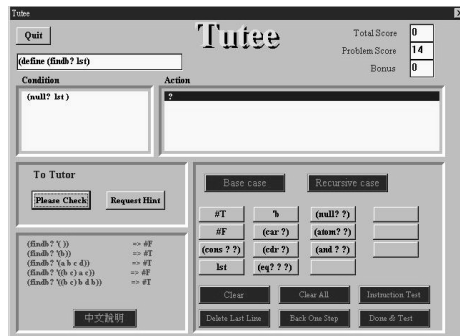 Tutee
Quit
Tutee
Total Score 0
Problem Score 14
Bonus 0
(define (findb? lst)
Condition
Action
(null? lst )
?
To Tutor
Please Check
Request Hint
Base case
Recursive case
#T
'b
(null? ?)
#F
(car ?)
(atom? ?)
(cons ? ?)
(cdr ?)
(and ? ?)
lst
(eq? ? ?)
(findb? '( )) => #F
(findb? '(b)) => #T
(findb? '(a b c d)) => #T
(findb? '((b c) a c)) => #F
(findb? '((b c) b d b)) => #T
中文說明
Clear
Clear All
Instruction Test
Delete Last Line
Back One Step
Done & Test